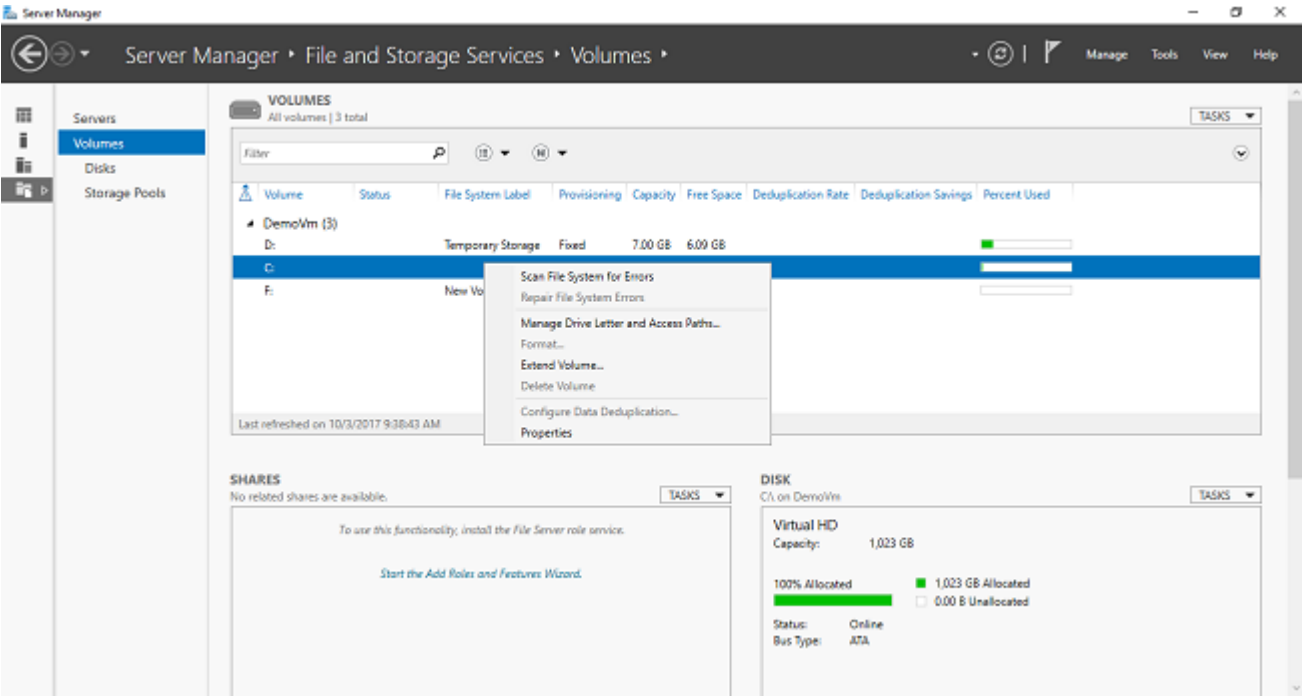 Server Manager
Server Manager ‣ File and Storage Services ‣ Volumes ‣
Manage Tools View Help
Servers
Volumes
Disks
Storage Pools
VOLUMES
All volumes | 3 total
TASKS
Filter
Volume Status File System Label Provisioning Capacity Free Space Deduplication Rate Deduplication Savings Percent Used
DemoVm (3)
D: Temporary Storage Fixed 7.00 GB 6.09 GB
C:
F: New Vo
Scan File System for Errors
Repair File System Errors
Manage Drive Letter and Access Paths...
Format...
Extend Volume...
Delete Volume
Configure Data Deduplication...
Properties
Last refreshed on 10/3/2017 9:38:43 AM
SHARES
No related shares are available.
TASKS
To use this functionality, install the File Server role service.
Start the Add Roles and Features Wizard.
DISK
C:\ on DemoVm
TASKS
Virtual HD
Capacity: 1,023 GB
100% Allocated
1,023 GB Allocated
0.00 B Unallocated
Status: Online
Bus Type: ATA